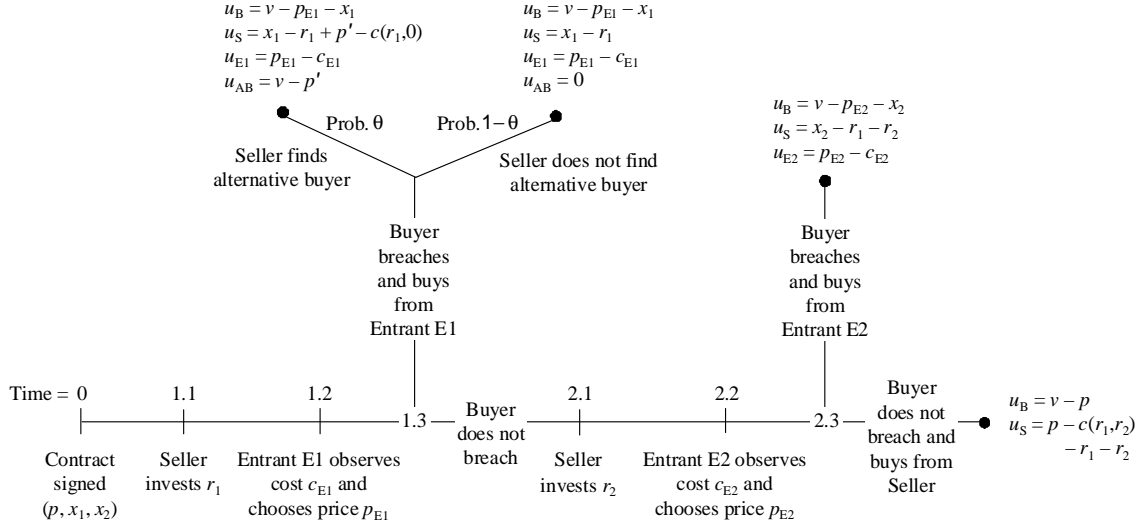 u_B = v − p_E1 − x_1
u_S = x_1 − r_1 + p′ − c(r_1,0)
u_E1 = p_E1 − c_E1
u_AB = v − p′
u_B = v − p_E1 − x_1
u_S = x_1 − r_1
u_E1 = p_E1 − c_E1
u_AB = 0
Prob. θ
Prob. 1 − θ
Seller finds
alternative buyer
Seller does not find
alternative buyer
u_B = v − p_E2 − x_2
u_S = x_2 − r_1 − r_2
u_E2 = p_E2 − c_E2
Buyer
breaches
and buys
from
Entrant E1
Buyer
breaches
and buys
from
Entrant E2
Time = 0
1.1
1.2
1.3
2.1
2.2
2.3
Contract
signed
(p, x_1, x_2)
Seller
invests r_1
Entrant E1 observes
cost c_E1 and
chooses price p_E1
Buyer
does not
breach
Seller
invests r_2
Entrant E2 observes
cost c_E2 and
chooses price p_E2
Buyer
does not
breach and
buys from
Seller
u_B = v − p
u_S = p − c(r_1,r_2)
− r_1 − r_2